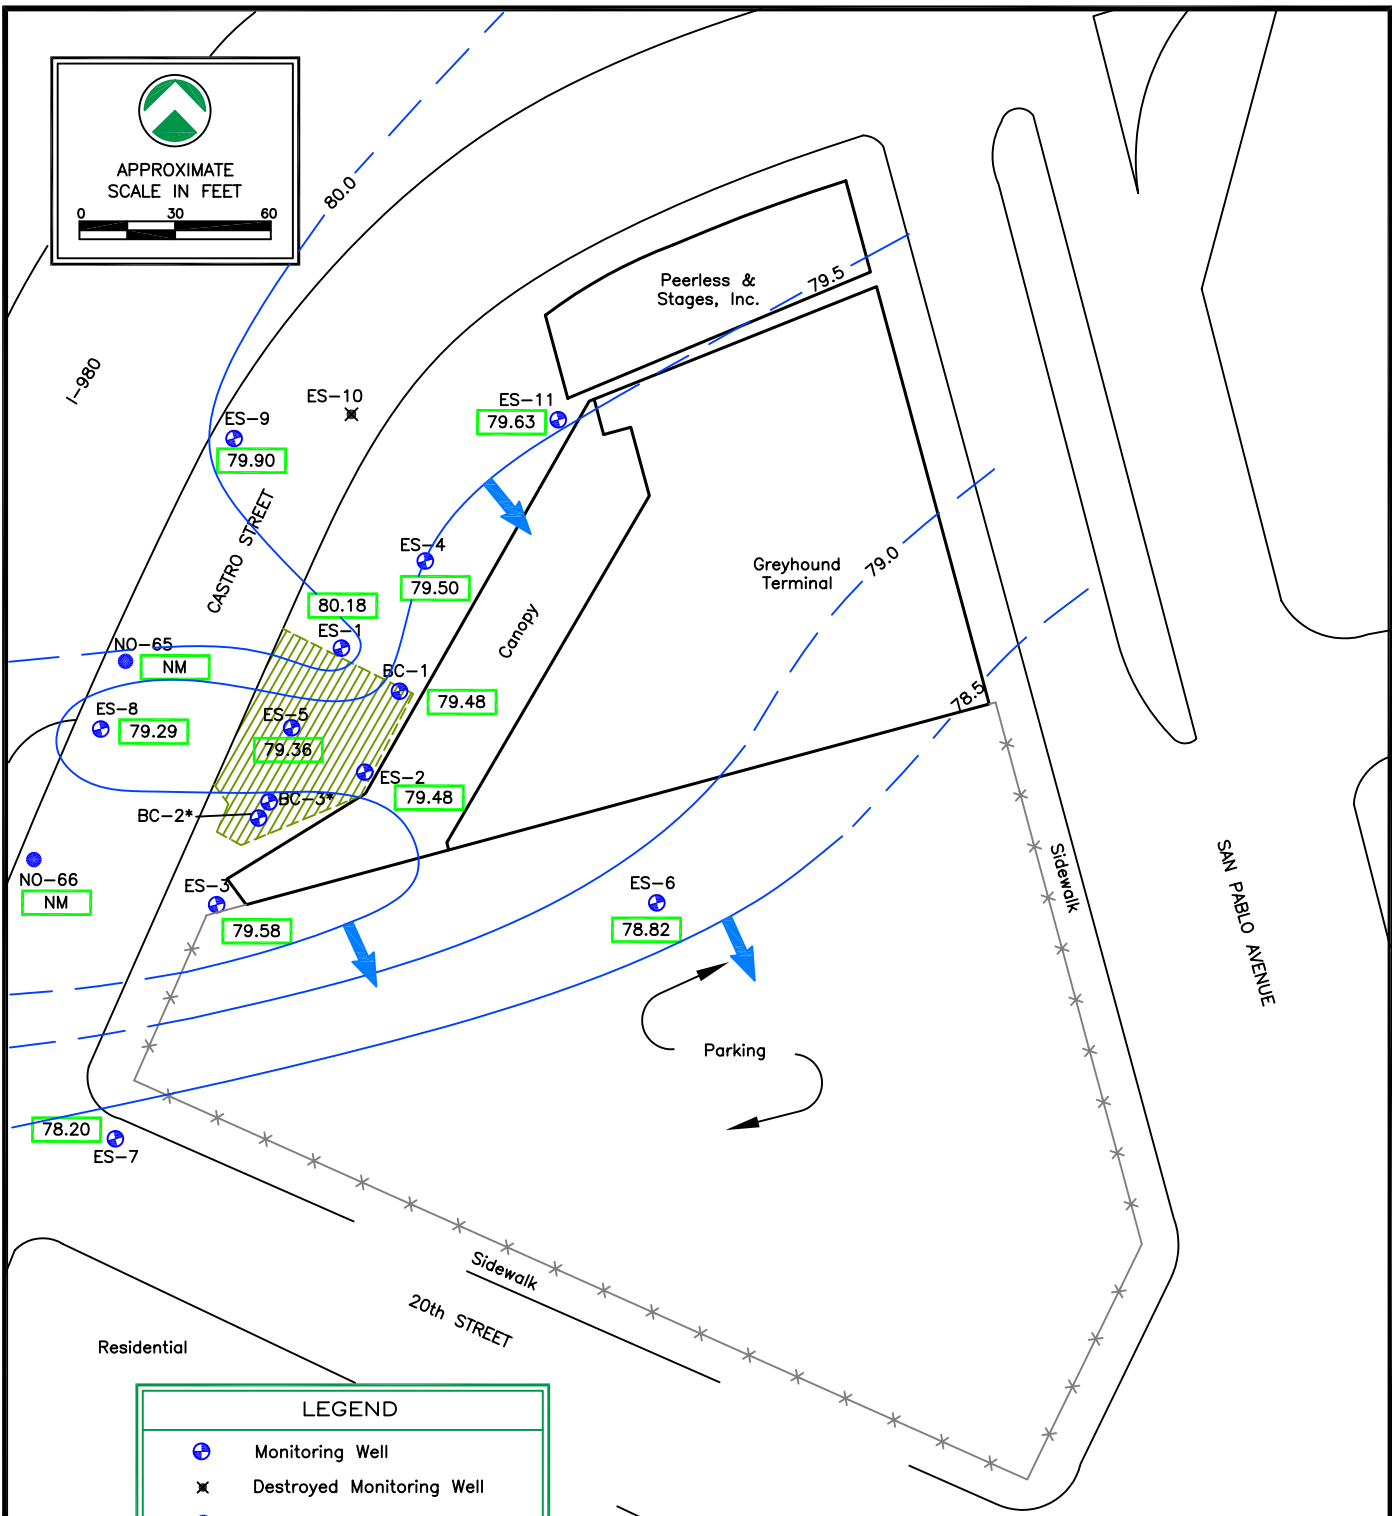 APPROXIMATE
SCALE IN FEET
0 30 60
80.0
I-980
Peerless &
Stages, Inc.
79.5
ES-10
ES-11
79.63
ES-9
79.90
CASTRO STREET
ES-4
79.50
Canopy
Greyhound
Terminal
79.0
80.18
ES-1
NO-65
NM
BC-1
79.48
78.5
ES-8
79.29
ES-5
79.36
ES-2
79.48
BC-3*
BC-2*
NO-66
NM
ES-3
79.58
ES-6
78.82
Sidewalk
SAN PABLO AVENUE
Parking
78.20
ES-7
Sidewalk
20th STREET
Residential
LEGEND
Monitoring Well
Destroyed Monitoring Well